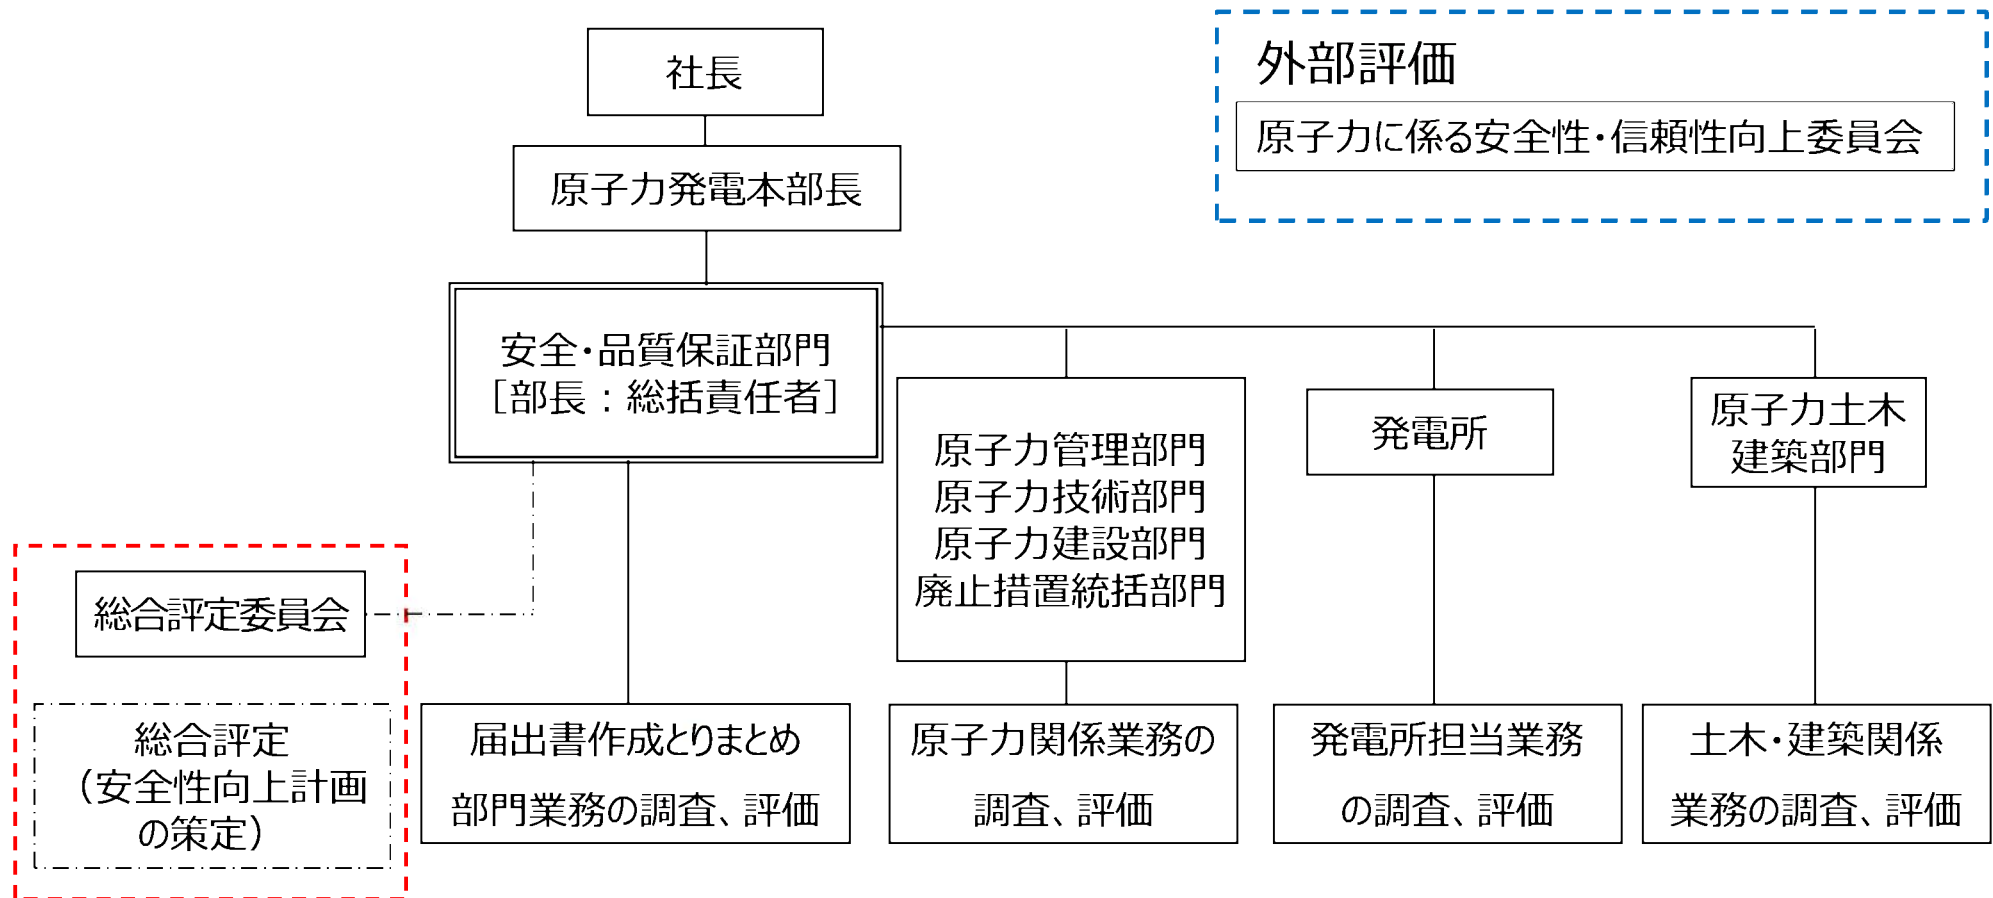 社長
原子力発電本部長
外部評価
原子力に係る安全性・信頼性向上委員会
安全・品質保証部門
［部長：総括責任者］
原子力管理部門
原子力技術部門
原子力建設部門
廃止措置統括部門
発電所
原子力土木
建築部門
総合評定委員会
総合評定
（安全性向上計画
の策定）
届出書作成とりまとめ
部門業務の調査、評価
原子力関係業務の
調査、評価
発電所担当業務
の調査、評価
土木・建築関係
業務の調査、評価